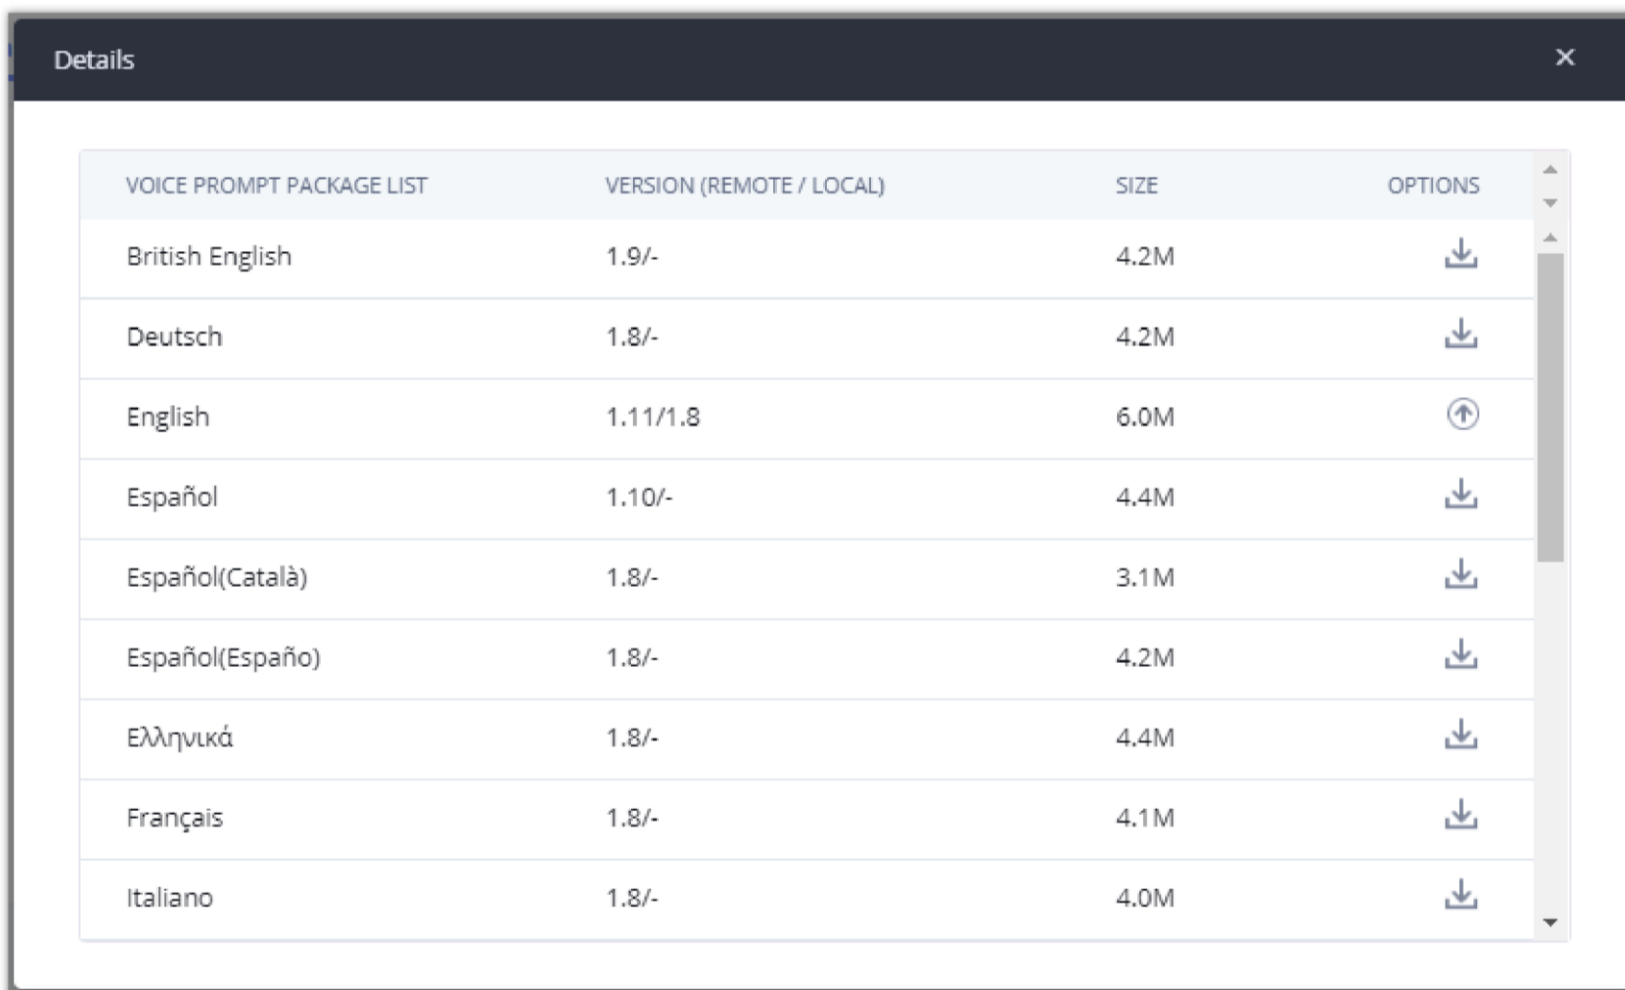 Details
VOICE PROMPT PACKAGE LIST VERSION (REMOTE / LOCAL) SIZE OPTIONS
British English 1.9/- 4.2M
Deutsch 1.8/- 4.2M
English 1.11/1.8 6.0M
Español 1.10/- 4.4M
Español(Català) 1.8/- 3.1M
Español(Españo) 1.8/- 4.2M
Ελληνικά 1.8/- 4.4M
Français 1.8/- 4.1M
Italiano 1.8/- 4.0M